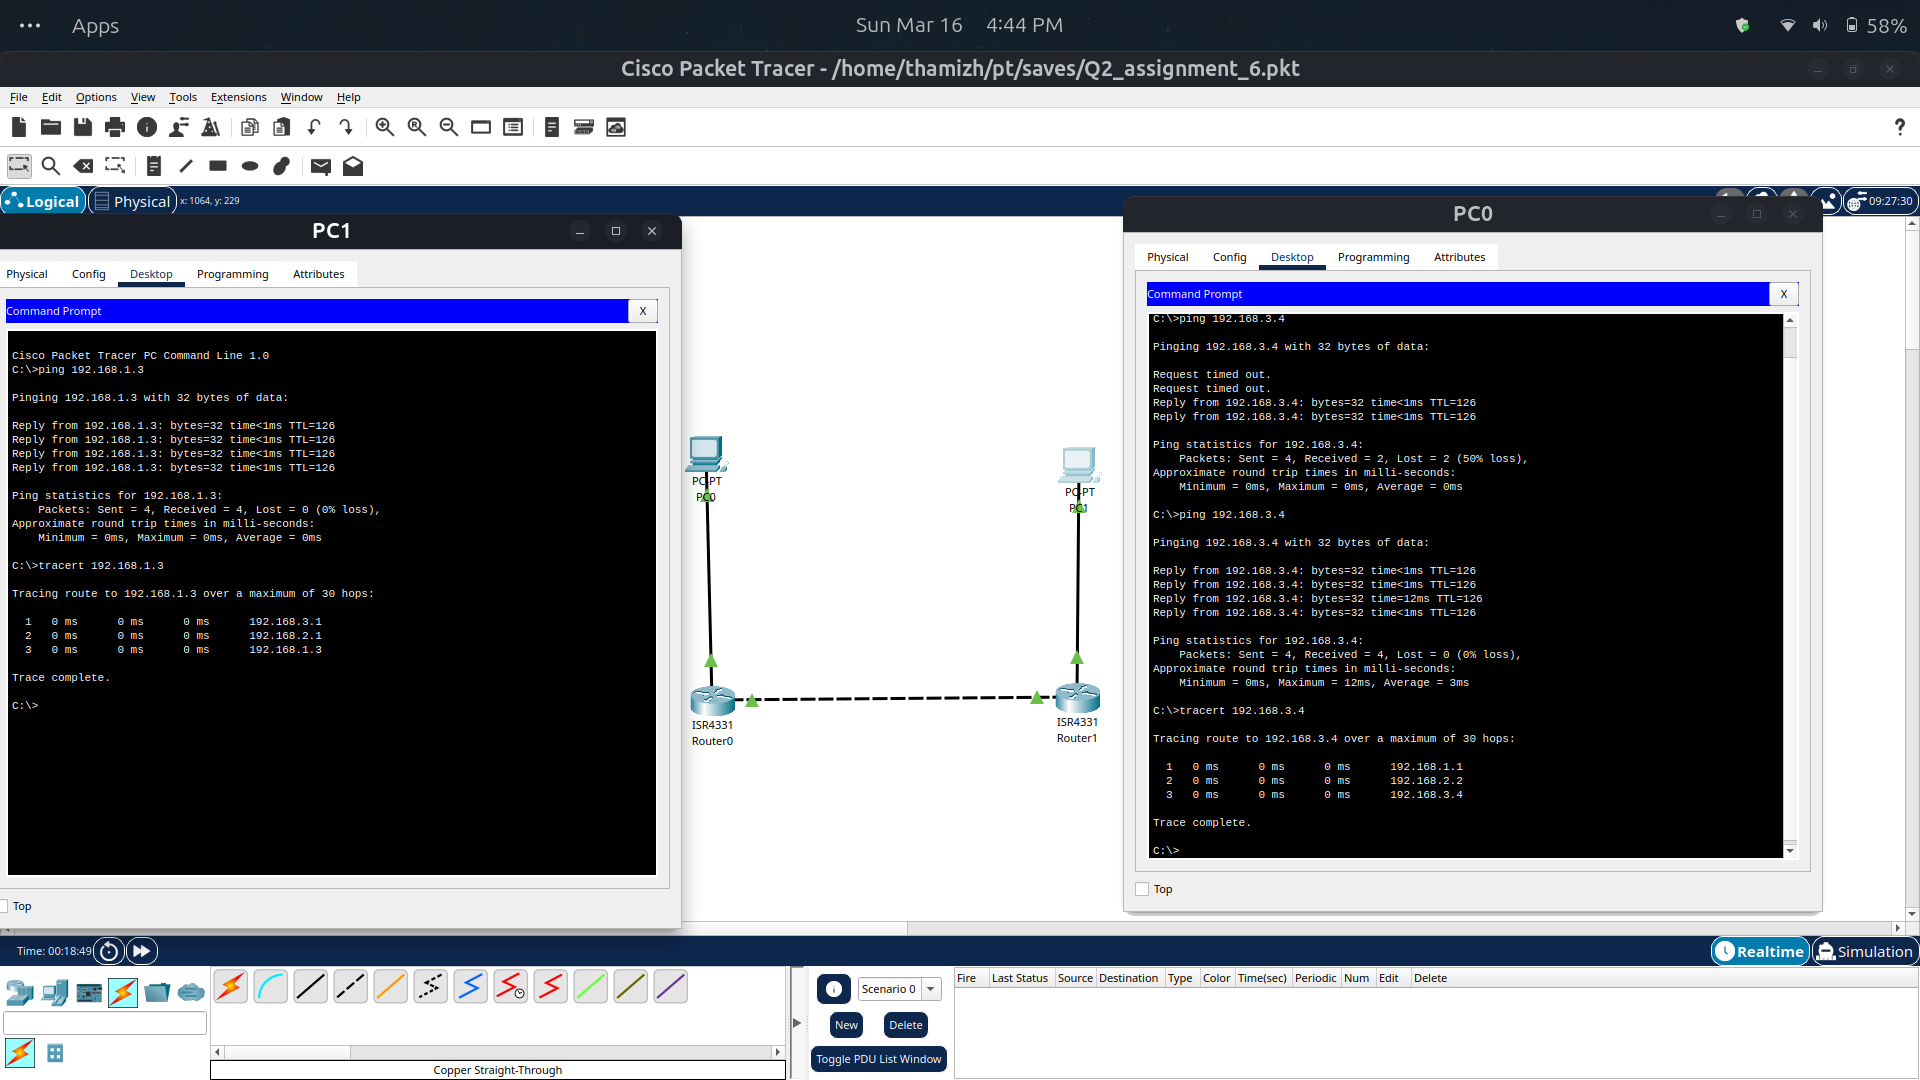 Apps
Sun Mar 16 4:44 PM
58%
Cisco Packet Tracer - /home/thamizh/pt/saves/Q2_assignment_6.pkt
File Edit Options View Tools Extensions Window Help
?
Logical Physical x: 1064, y: 229
09:27:30
PC1
Physical Config Desktop Programming Attributes
Command Prompt X
Cisco Packet Tracer PC Command Line 1.0
C:\>ping 192.168.1.3
Pinging 192.168.1.3 with 32 bytes of data:
Reply from 192.168.1.3: bytes=32 time<1ms TTL=126
Reply from 192.168.1.3: bytes=32 time<1ms TTL=126
Reply from 192.168.1.3: bytes=32 time<1ms TTL=126
Reply from 192.168.1.3: bytes=32 time<1ms TTL=126
Ping statistics for 192.168.1.3:
Packets: Sent = 4, Received = 4, Lost = 0 (0% loss),
Approximate round trip times in milli-seconds:
Minimum = 0ms, Maximum = 0ms, Average = 0ms
C:\>tracert 192.168.1.3
Tracing route to 192.168.1.3 over a maximum of 30 hops:
1 0 ms 0 ms 0 ms 192.168.3.1
2 0 ms 0 ms 0 ms 192.168.2.1
3 0 ms 0 ms 0 ms 192.168.1.3
Trace complete.
C:\>
Top
PC-PT
PC0
PC-PT
PC1
ISR4331
Router0
ISR4331
Router1
PC0
Physical Config Desktop Programming Attributes
Command Prompt X
C:\>ping 192.168.3.4
Pinging 192.168.3.4 with 32 bytes of data:
Request timed out.
Request timed out.
Reply from 192.168.3.4: bytes=32 time<1ms TTL=126
Reply from 192.168.3.4: bytes=32 time<1ms TTL=126
Ping statistics for 192.168.3.4:
Packets: Sent = 4, Received = 2, Lost = 2 (50% loss),
Approximate round trip times in milli-seconds:
Minimum = 0ms, Maximum = 0ms, Average = 0ms
C:\>ping 192.168.3.4
Pinging 192.168.3.4 with 32 bytes of data:
Reply from 192.168.3.4: bytes=32 time<1ms TTL=126
Reply from 192.168.3.4: bytes=32 time<1ms TTL=126
Reply from 192.168.3.4: bytes=32 time=12ms TTL=126
Reply from 192.168.3.4: bytes=32 time<1ms TTL=126
Ping statistics for 192.168.3.4:
Packets: Sent = 4, Received = 4, Lost = 0 (0% loss),
Approximate round trip times in milli-seconds:
Minimum = 0ms, Maximum = 12ms, Average = 3ms
C:\>tracert 192.168.3.4
Tracing route to 192.168.3.4 over a maximum of 30 hops:
1 0 ms 0 ms 0 ms 192.168.1.1
2 0 ms 0 ms 0 ms 192.168.2.2
3 0 ms 0 ms 0 ms 192.168.3.4
Trace complete.
C:\>
Top
Time: 00:18:49
Realtime Simulation
Copper Straight-Through
Scenario 0
New Delete
Toggle PDU List Window
Fire Last Status Source Destination Type Color Time(sec) Periodic Num Edit Delete